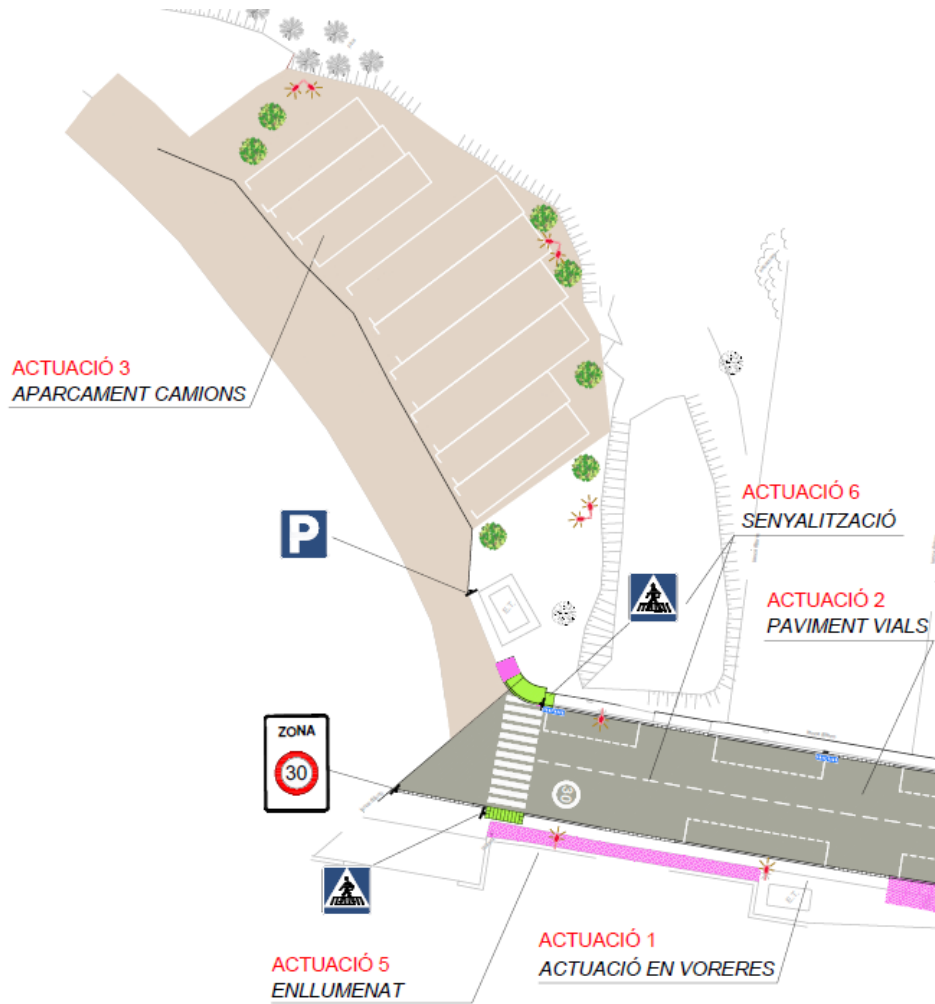 ACTUACIÓ 3
APARCAMENT CAMIONS
ACTUACIÓ 6
SENYALITZACIÓ
P
ACTUACIÓ 2
PAVIMENT VIALS
E.T.
ZONA
30
30
E.T.
ACTUACIÓ 5
ENLLUMENAT
ACTUACIÓ 1
ACTUACIÓ EN VORERES